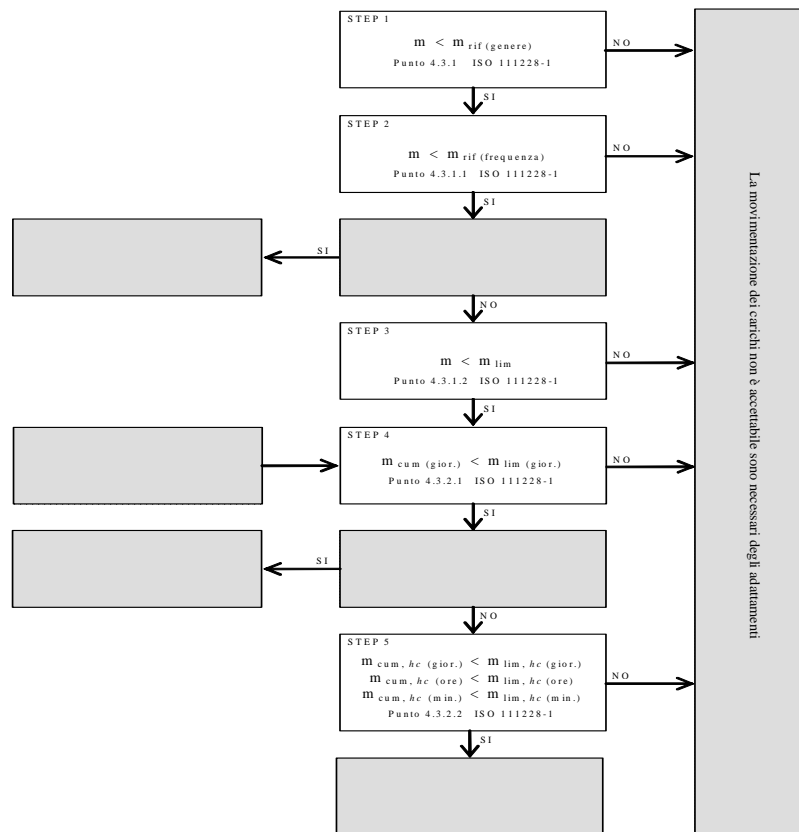 STEP 1
m < m rif (genere)
Punto 4.3.1 ISO 111228-1
NO
SI
STEP 2
m < m rif (frequenza)
Punto 4.3.1.1 ISO 111228-1
NO
SI
SI
NO
STEP 3
m < m lim
Punto 4.3.1.2 ISO 111228-1
NO
SI
STEP 4
m cum (gior.) < m lim (gior.)
Punto 4.3.2.1 ISO 111228-1
NO
SI
SI
NO
STEP 5
m cum, hc (gior.) < m lim, hc (gior.)
m cum, hc (ore) < m lim, hc (ore)
m cum, hc (min.) < m lim, hc (min.)
Punto 4.3.2.2 ISO 111228-1
NO
SI
La movimentazione dei carichi non è accettabile sono necessari degli adattamenti